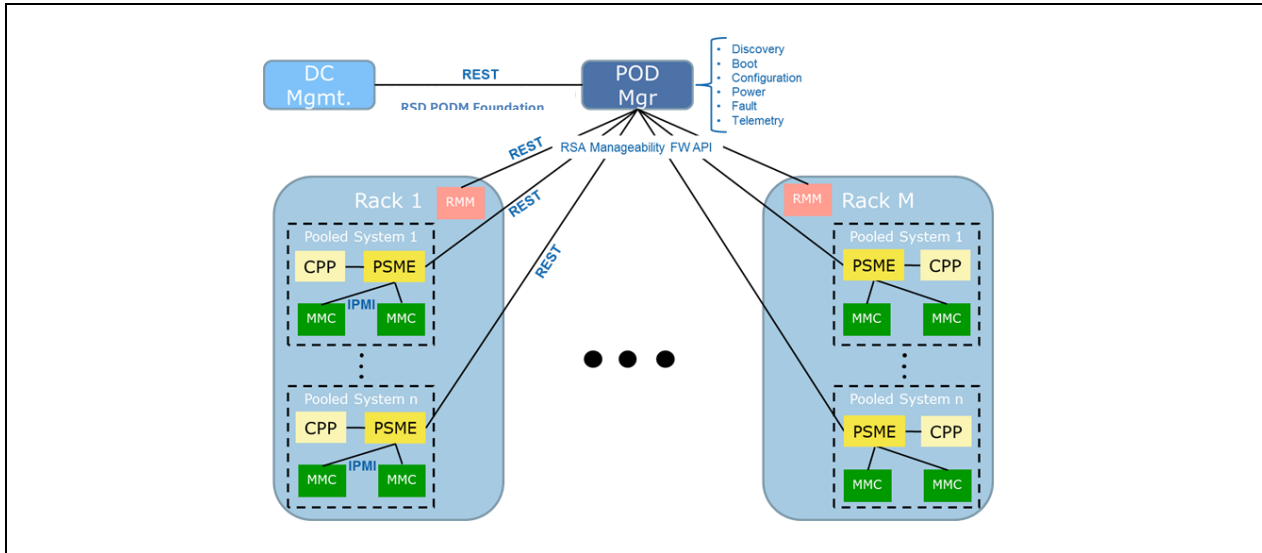 DC
Mgmt.
REST
RSD PODM Foundation
POD
Mgr
• Discovery
• Boot
• Configuration
• Power
• Fault
• Telemetry
REST
RSA Manageability FW API
REST
REST
Rack 1
RMM
Pooled System 1
CPP
PSME
IPMI
MMC
MMC
Pooled System n
CPP
PSME
IPMI
MMC
MMC
RMM
Rack M
Pooled System 1
PSME
CPP
MMC
MMC
Pooled System n
PSME
CPP
MMC
MMC